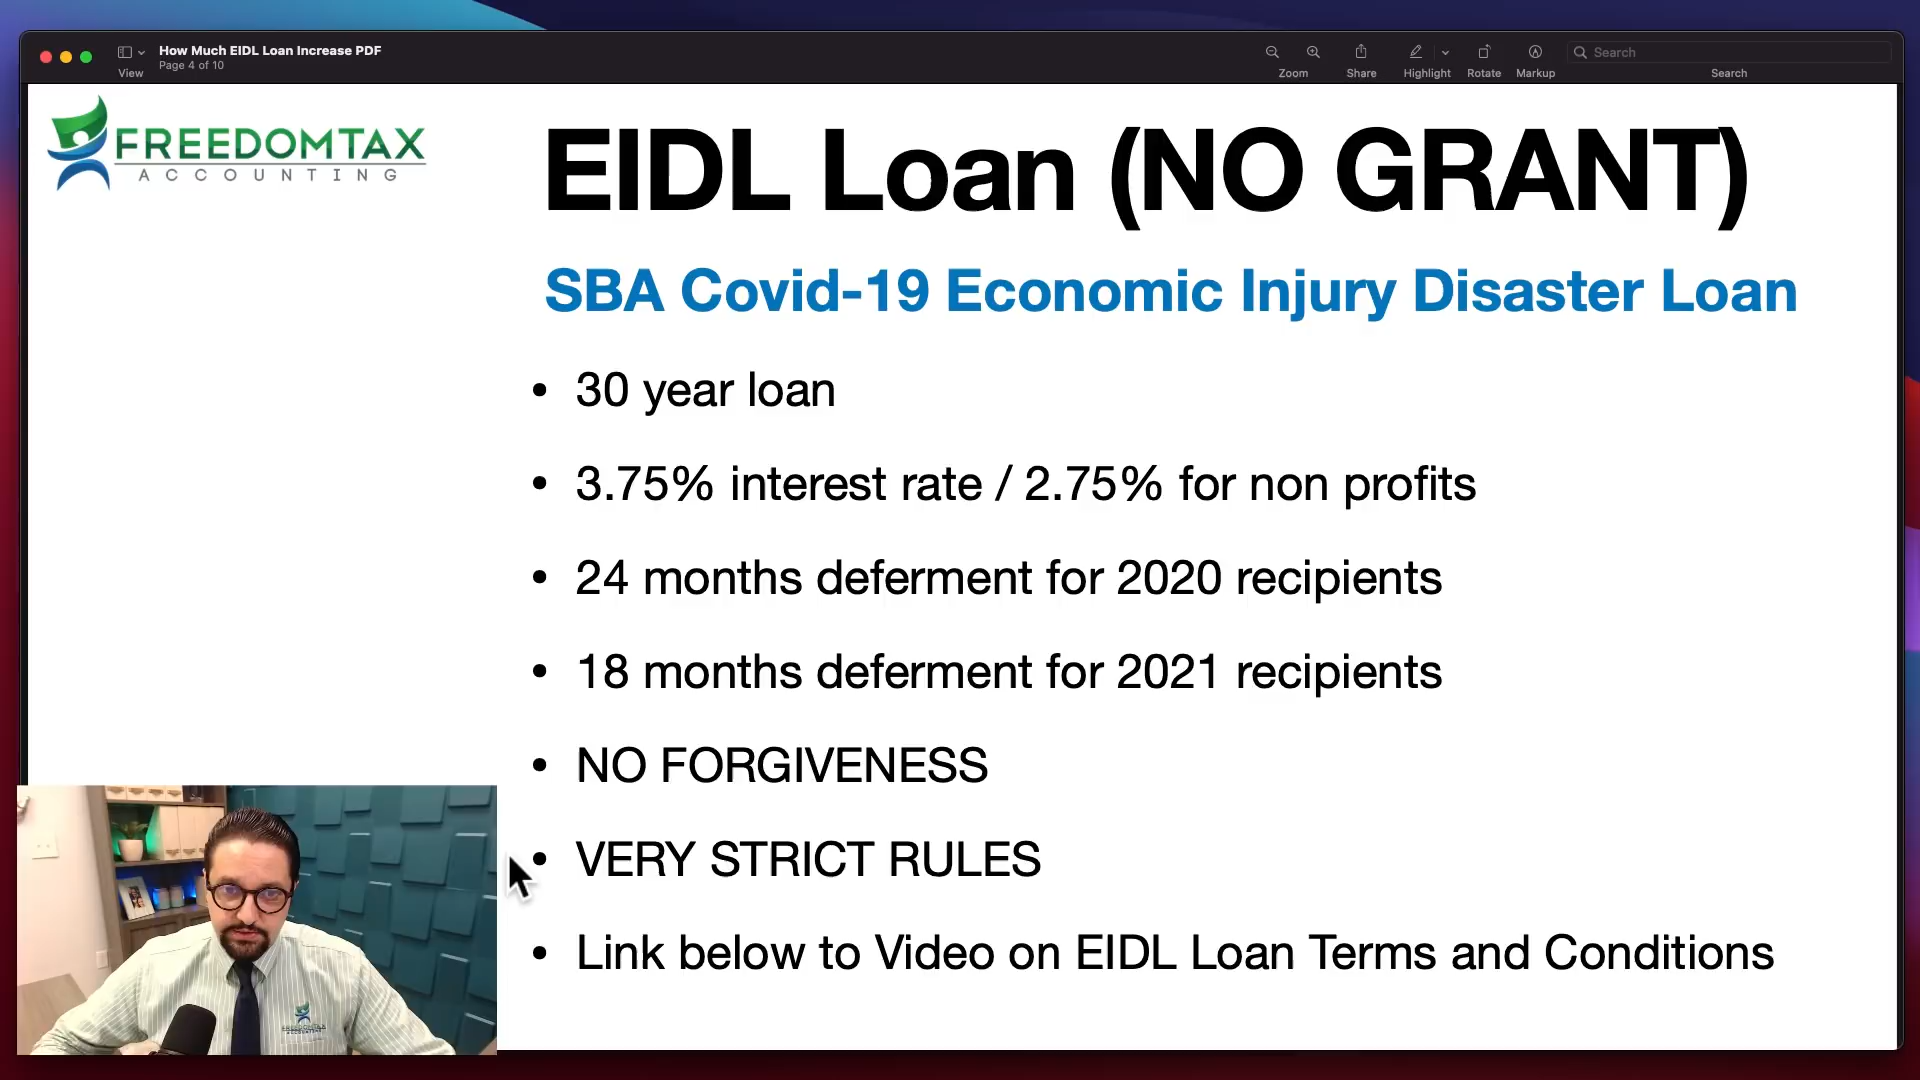 How Much EIDL Loan Increase PDF
Page 4 of 10
View
Zoom
Share
Highlight
Rotate
Markup
Search
Search
FREEDOMTAX
ACCOUNTING
EIDL Loan (NO GRANT)
SBA Covid-19 Economic Injury Disaster Loan
• 30 year loan
• 3.75% interest rate / 2.75% for non profits
• 24 months deferment for 2020 recipients
• 18 months deferment for 2021 recipients
• NO FORGIVENESS
• VERY STRICT RULES
• Link below to Video on EIDL Loan Terms and Conditions
FREEDOMTAX
ACCOUNTING